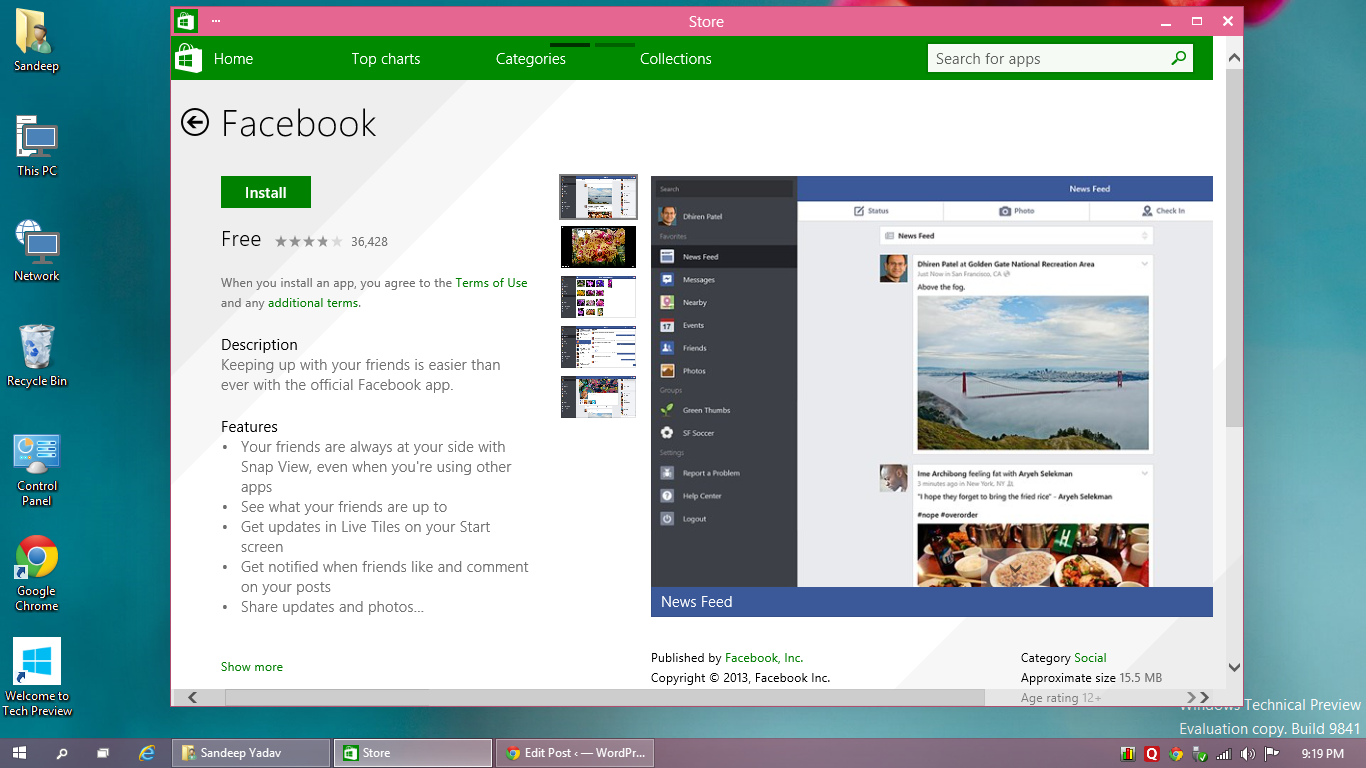 Sandeep
This PC
Network
Recycle Bin
Control
Panel
Google
Chrome
Welcome to
Tech Preview
Store
Home
Top charts
Categories
Collections
Search for apps
Facebook
Install
Free
36,428
When you install an app, you agree to the Terms of Use
and any additional terms.
Description
Keeping up with your friends is easier than
ever with the official Facebook app.
Features
• Your friends are always at your side with
Snap View, even when you're using other
apps
• See what your friends are up to
• Get updates in Live Tiles on your Start
screen
• Get notified when friends like and comment
on your posts
• Share updates and photos...
Show more
Search
Dhiren Patel
Favorites
News Feed
Messages
Nearby
17
Events
Friends
Photos
Groups
Green Thumbs
SF Soccer
Settings
Report a Problem
Help Center
Logout
News Feed
Status
Photo
Check In
News Feed
Dhiren Patel at Golden Gate National Recreation Area
Just Now in San Francisco, CA
Above the fog.
Ime Archibong feeling fat with Aryeh Selekman
3 minutes ago in New York, NY
"I hope they forget to bring the fried rice" - Aryeh Selekman
#nope #overorder
News Feed
Published by Facebook, Inc.
Copyright © 2013, Facebook Inc.
Category Social
Approximate size 15.5 MB
Age rating 12+
Windows Technical Preview
Evaluation copy. Build 9841
Sandeep Yadav
Store
Edit Post ‹ — WordPr...
9:19 PM